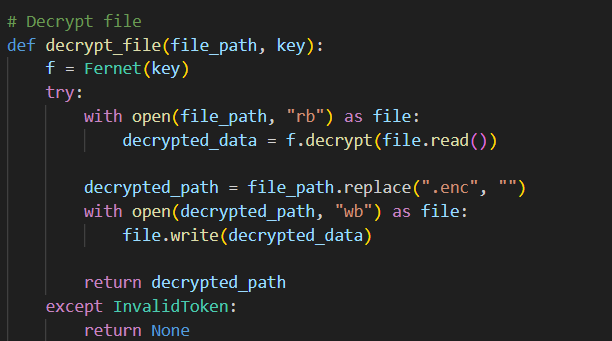 # Decrypt file
def decrypt_file(file_path, key):
    f = Fernet(key)
    try:
        with open(file_path, "rb") as file:
            decrypted_data = f.decrypt(file.read())

        decrypted_path = file_path.replace(".enc", "")
        with open(decrypted_path, "wb") as file:
            file.write(decrypted_data)

        return decrypted_path
    except InvalidToken:
        return None